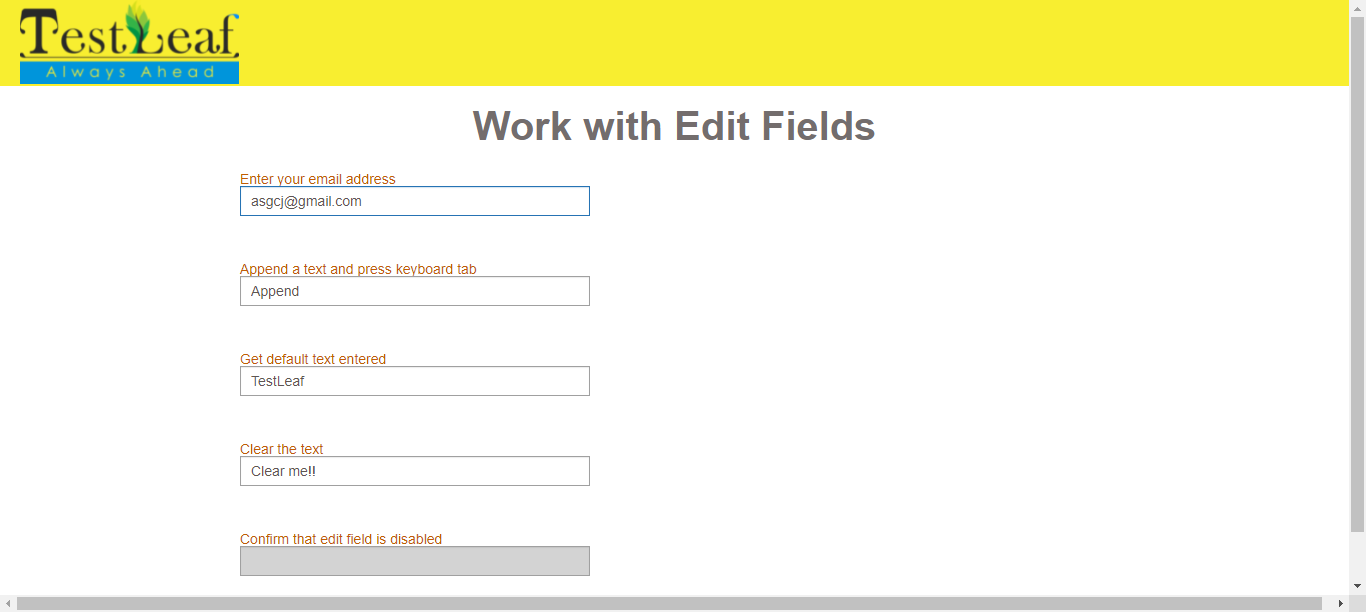 TestLeaf
Always Ahead
Work with Edit Fields
Enter your email address
asgcj@gmail.com
Append a text and press keyboard tab
Append
Get default text entered
TestLeaf
Clear the text
Clear me!!
Confirm that edit field is disabled